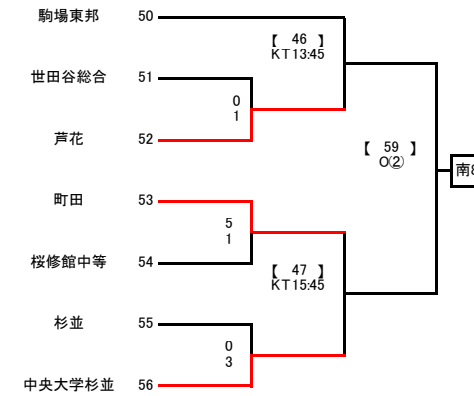 駒場東邦 50
【 46 】
KT13:45
世田谷総合 51
0
1
芦花 52
【 59 】
O(②)
南
町田 53
5
1
桜修館中等 54
【 47 】
KT15:45
杉並 55
0
3
中央大学杉並 56